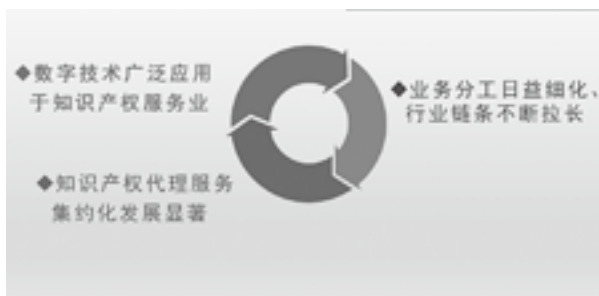 ◆数字技术广泛应用
于知识产权服务业
◆业务分工日益细化、
行业链条不断拉长
◆知识产权代理服务
集约化发展显著